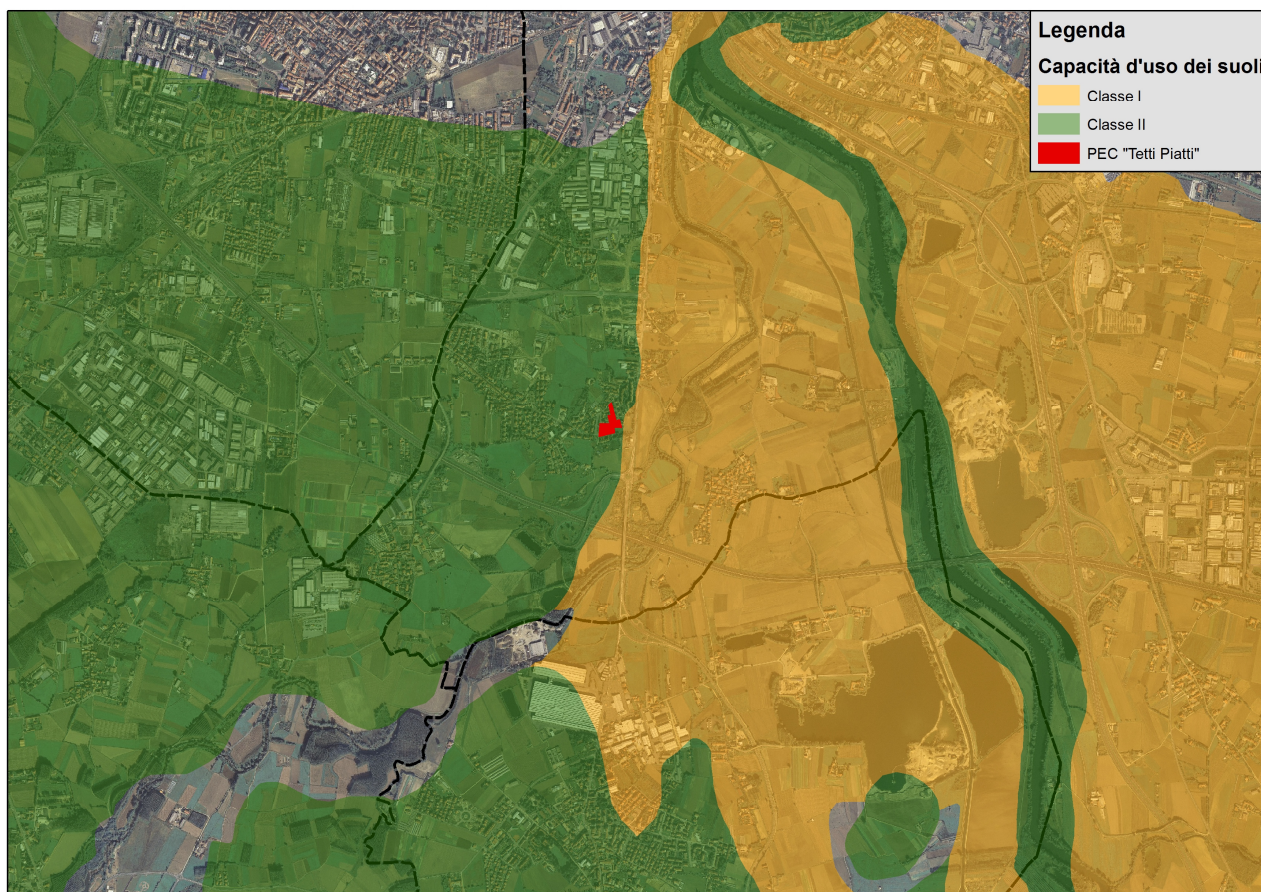 Legenda
Capacità d'uso dei suoli
Classe I
Classe II
PEC "Tetti Piatti"